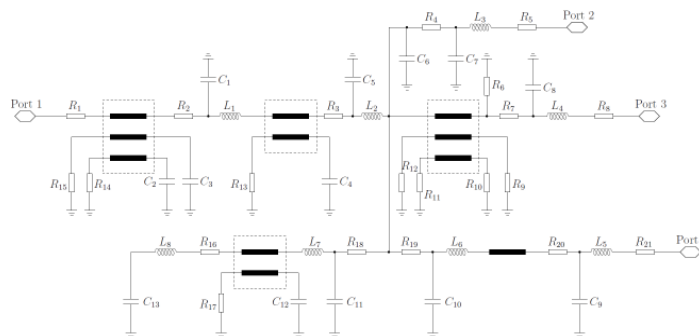 Port 2
R4 L3 R5
C6 C7
C1 C5 R6 C8
Port 1 R1 R2 L1 R3 L2 R7 L4 R8 Port 3
R15 R14 C2 C3 R13 C4 R12 R11 R10 R9
L8 R16 L7 R18 R19 L6 R20 L5 R21 Port
C13 R17 C12 C11 C10 C9